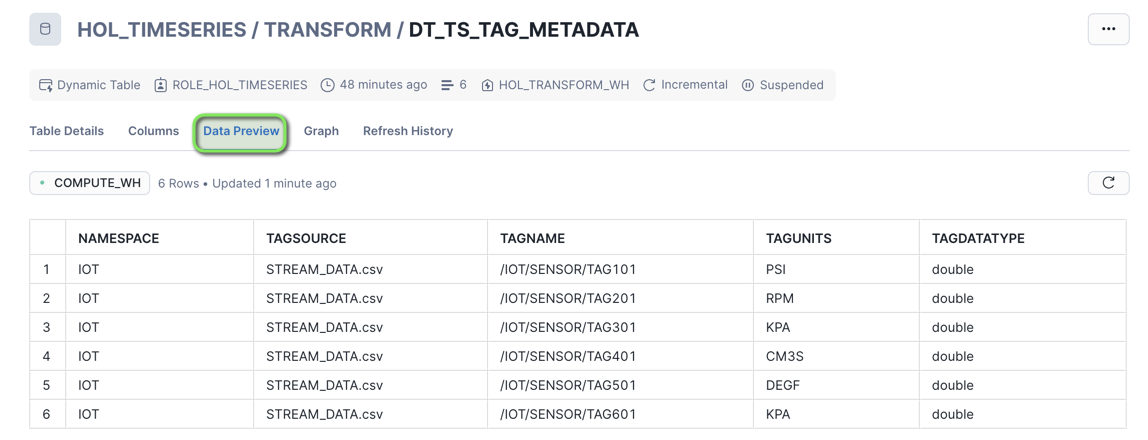 HOL_TIMESERIES / TRANSFORM / DT_TS_TAG_METADATA
Dynamic Table ROLE_HOL_TIMESERIES 48 minutes ago 6 HOL_TRANSFORM_WH Incremental Suspended
Table Details Columns Data Preview Graph Refresh History
COMPUTE_WH 6 Rows • Updated 1 minute ago
NAMESPACE TAGSOURCE TAGNAME TAGUNITS TAGDATATYPE
1 IOT STREAM_DATA.csv /IOT/SENSOR/TAG101 PSI double
2 IOT STREAM_DATA.csv /IOT/SENSOR/TAG201 RPM double
3 IOT STREAM_DATA.csv /IOT/SENSOR/TAG301 KPA double
4 IOT STREAM_DATA.csv /IOT/SENSOR/TAG401 CM3S double
5 IOT STREAM_DATA.csv /IOT/SENSOR/TAG501 DEGF double
6 IOT STREAM_DATA.csv /IOT/SENSOR/TAG601 KPA double